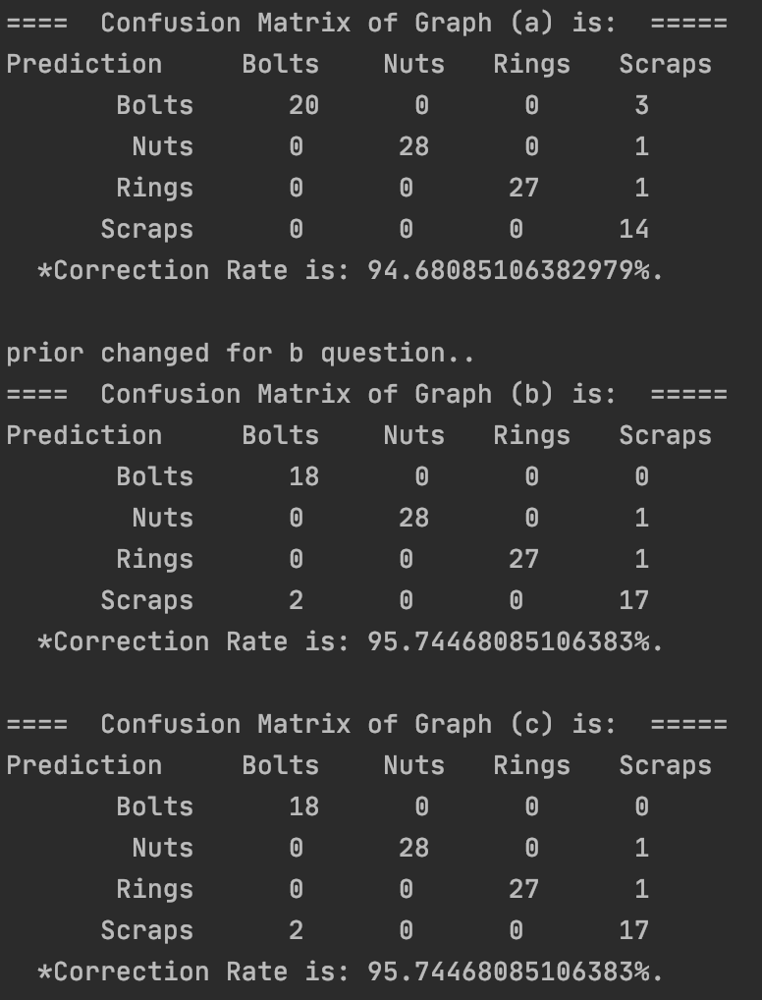 ====  Confusion Matrix of Graph (a) is:  =====
Prediction     Bolts    Nuts   Rings   Scraps
       Bolts      20      0      0      3
        Nuts      0      28      0      1
       Rings      0      0      27      1
      Scraps      0      0      0      14
  *Correction Rate is: 94.68085106382979%.
prior changed for b question..
====  Confusion Matrix of Graph (b) is:  =====
Prediction     Bolts    Nuts   Rings   Scraps
       Bolts      18      0      0      0
        Nuts      0      28      0      1
       Rings      0      0      27      1
      Scraps      2      0      0      17
  *Correction Rate is: 95.74468085106383%.
====  Confusion Matrix of Graph (c) is:  =====
Prediction     Bolts    Nuts   Rings   Scraps
       Bolts      18      0      0      0
        Nuts      0      28      0      1
       Rings      0      0      27      1
      Scraps      2      0      0      17
  *Correction Rate is: 95.74468085106383%.